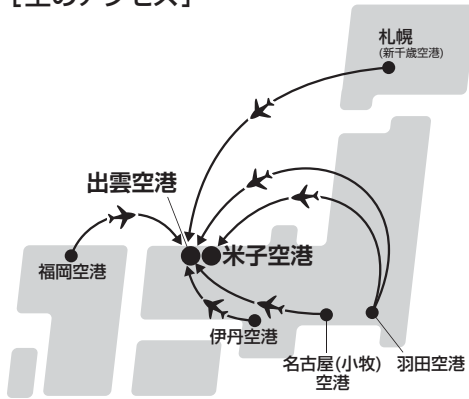 [空のアクセス]
札幌
(新千歳空港)
出雲空港
米子空港
福岡空港
伊丹空港
名古屋(小牧)
空港
羽田空港